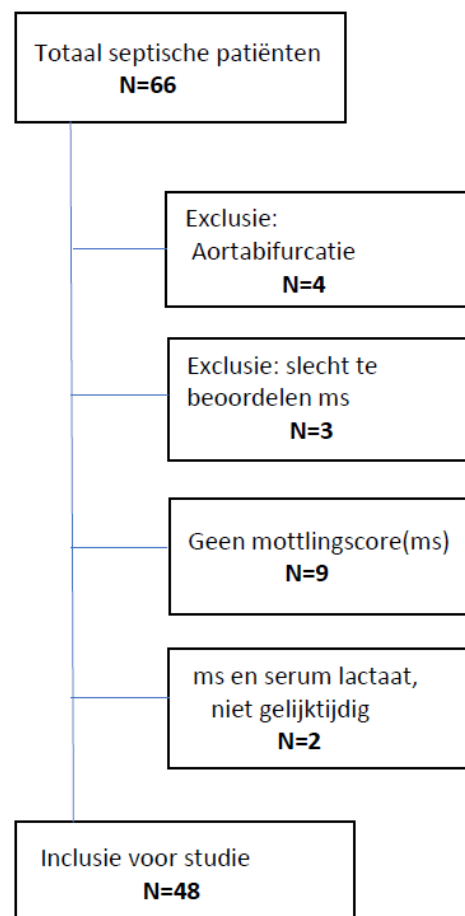 Totaal septische patiënten
N=66
Exclusie:
Aortabifurcatie
N=4
Exclusie: slecht te
beoordelen ms
N=3
Geen mottlingscore(ms)
N=9
ms en serum lactaat,
niet gelijktijdig
N=2
Inclusie voor studie
N=48